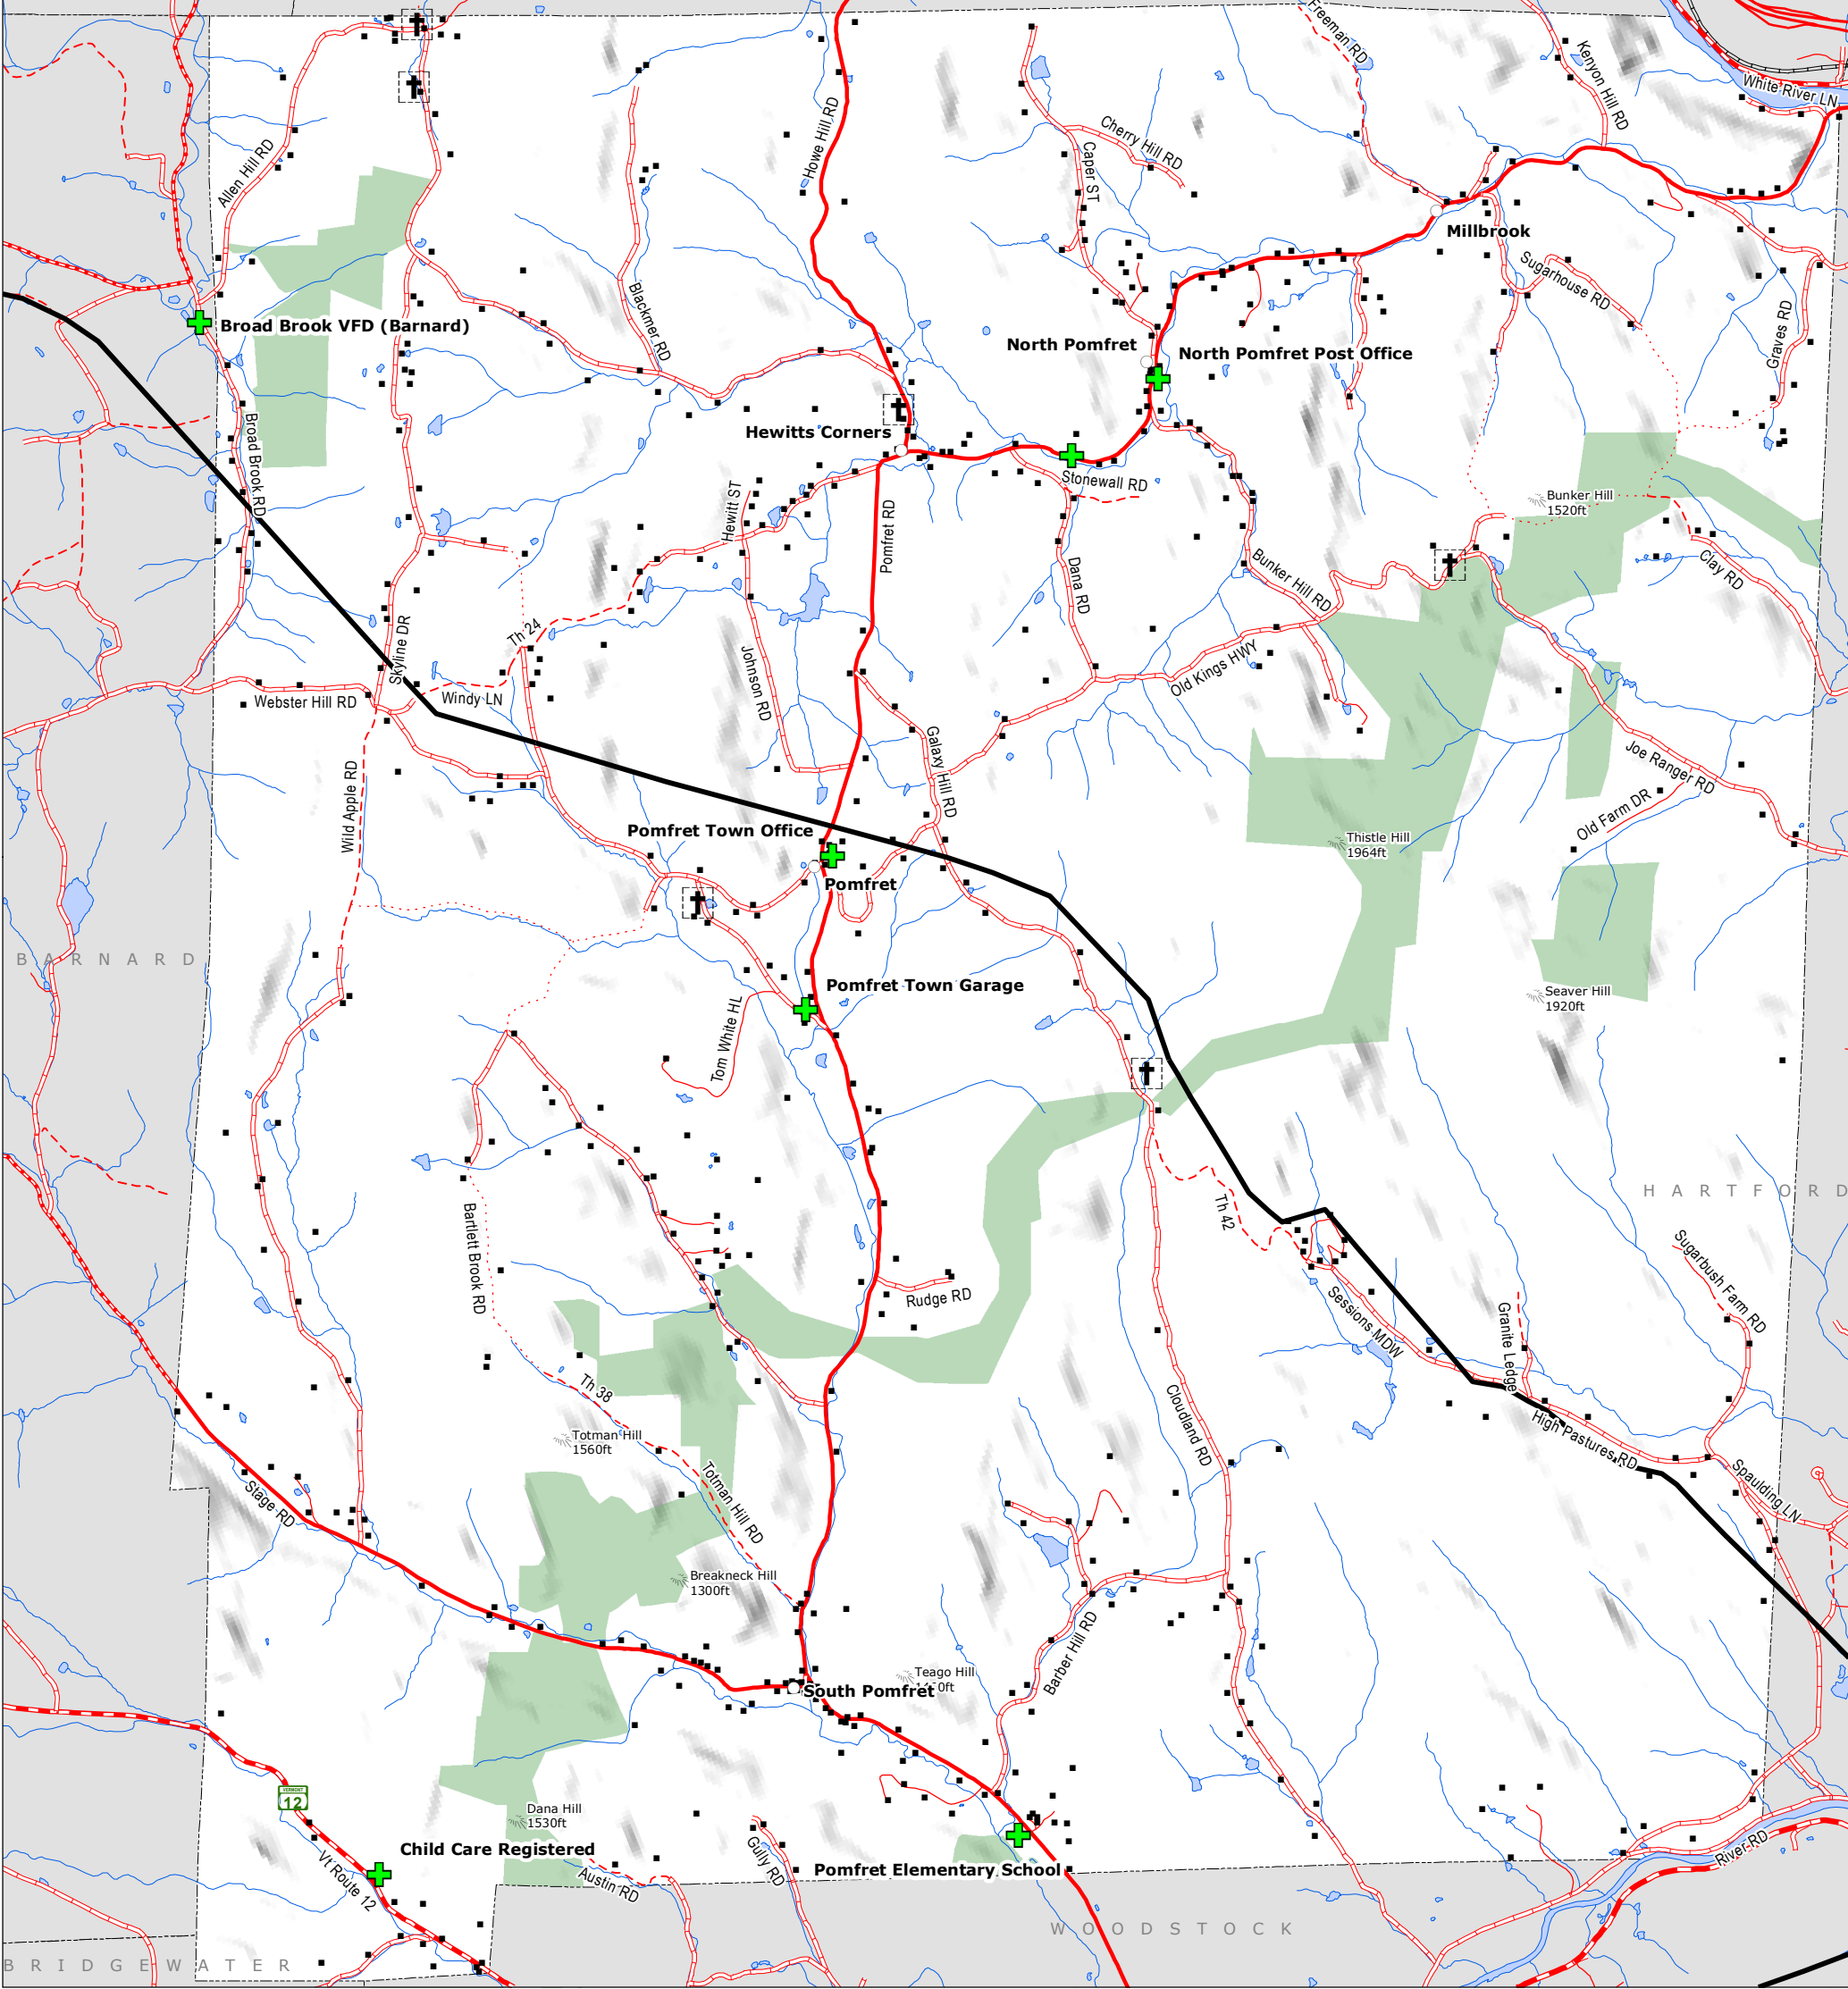 Freeman RD
Kenyon Hill RD
White River LN
Howe Hill RD
Cherry Hill RD
Allen Hill RD
Caper ST
Millbrook
Sugarhouse RD
Broad Brook VFD (Barnard)
Blackmer RD
North Pomfret
North Pomfret Post Office
Graves RD
Hewitts Corners
Broad Brook RD
Stonewall RD
Hewitt ST
Pomfret RD
Bunker Hill
1520ft
Dana RD
Bunker Hill RD
Clay RD
Th 24
Skyline DR
Johnson RD
Old Kings HWY
Webster Hill RD
Windy LN
Galaxy Hill RD
Joe Ranger RD
Wild Apple RD
Old Farm DR
Pomfret Town Office
Thistle Hill
1964ft
Pomfret
BARNARD
Pomfret Town Garage
Seaver Hill
1920ft
Tom White HL
HARTFORD
Th 42
Bartlett Brook RD
Sugarbush Farm RD
Rudge RD
Sessions MDW
Granite Ledge
Th 38
Cloudland RD
Totman Hill
1560ft
High Pastures RD
Totman Hill RD
Spaulding LN
Stage RD
Breakneck Hill
1300ft
Barber Hill RD
Teago Hill
South Pomfret
VERMONT
12
Dana Hill
1530ft
Child Care Registered
Vt Route 12
Austin RD
Gully RD
Pomfret Elementary School
River RD
WOODSTOCK
BRIDGEWATER